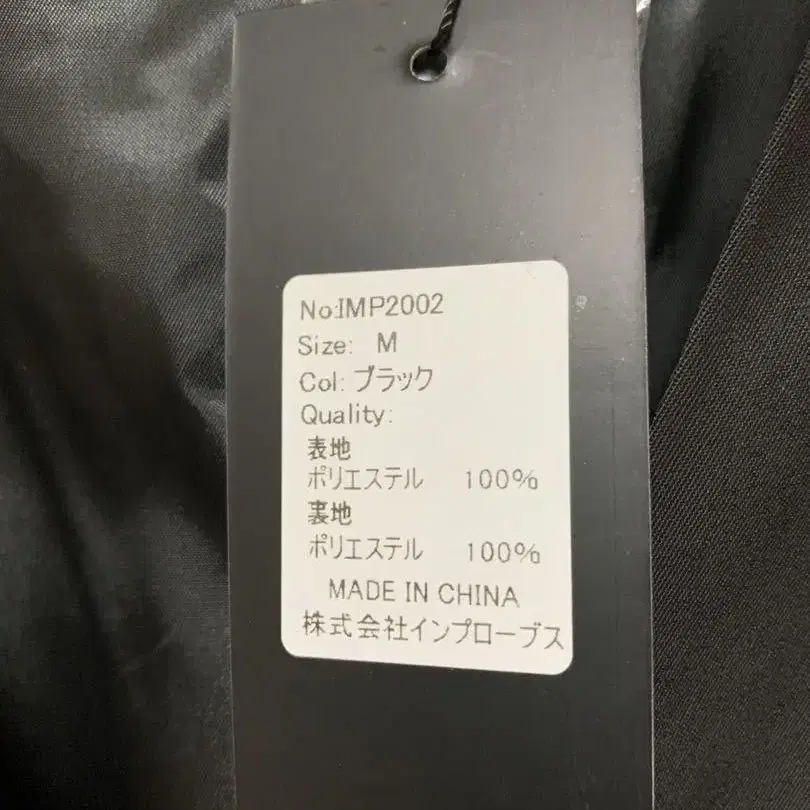 No:IMP2002
Size: M
Col: ブラック
Quality:
表地
ポリエステル 100%
裏地
ポリエステル 100%
MADE IN CHINA
株式会社インプローブス